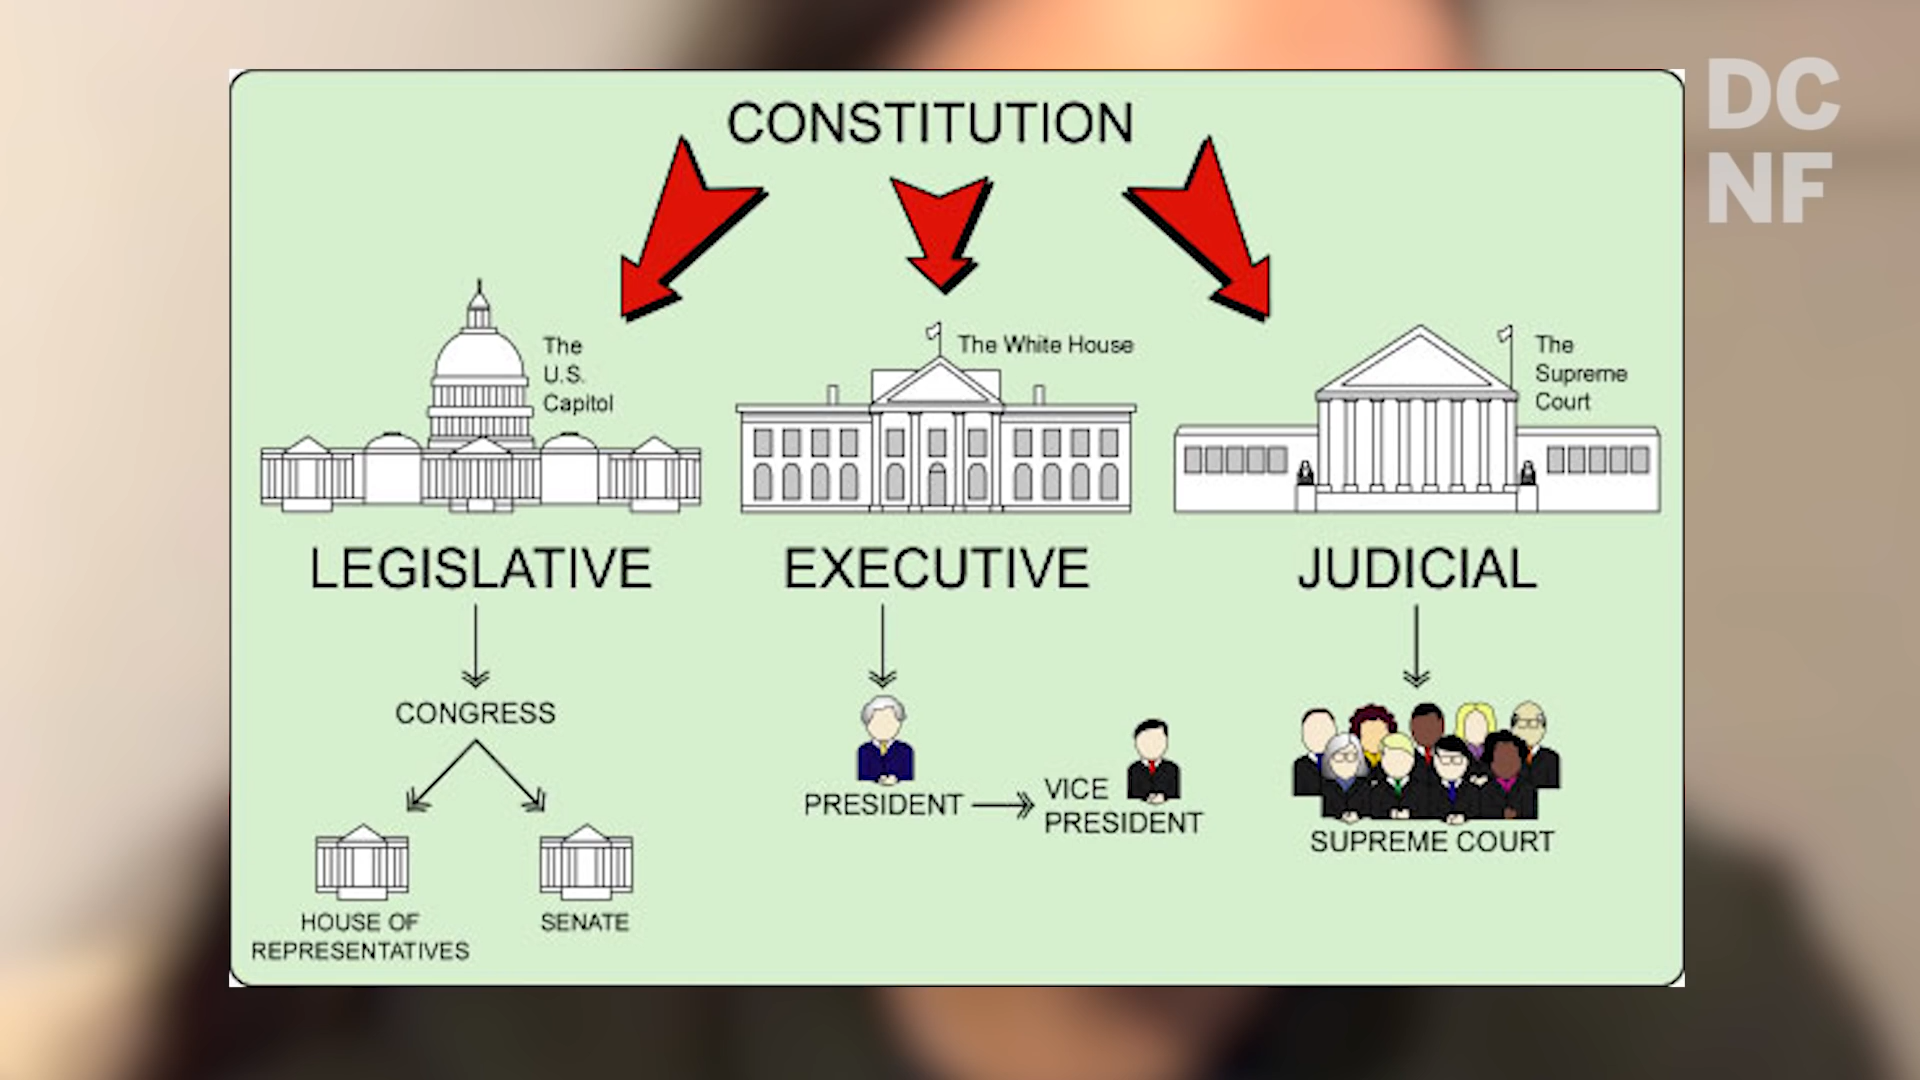 DC
NF
CONSTITUTION
The
U.S.
Capitol
The White House
The
Supreme
Court
LEGISLATIVE
EXECUTIVE
JUDICIAL
CONGRESS
HOUSE OF
REPRESENTATIVES
SENATE
PRESIDENT
VICE
PRESIDENT
SUPREME COURT